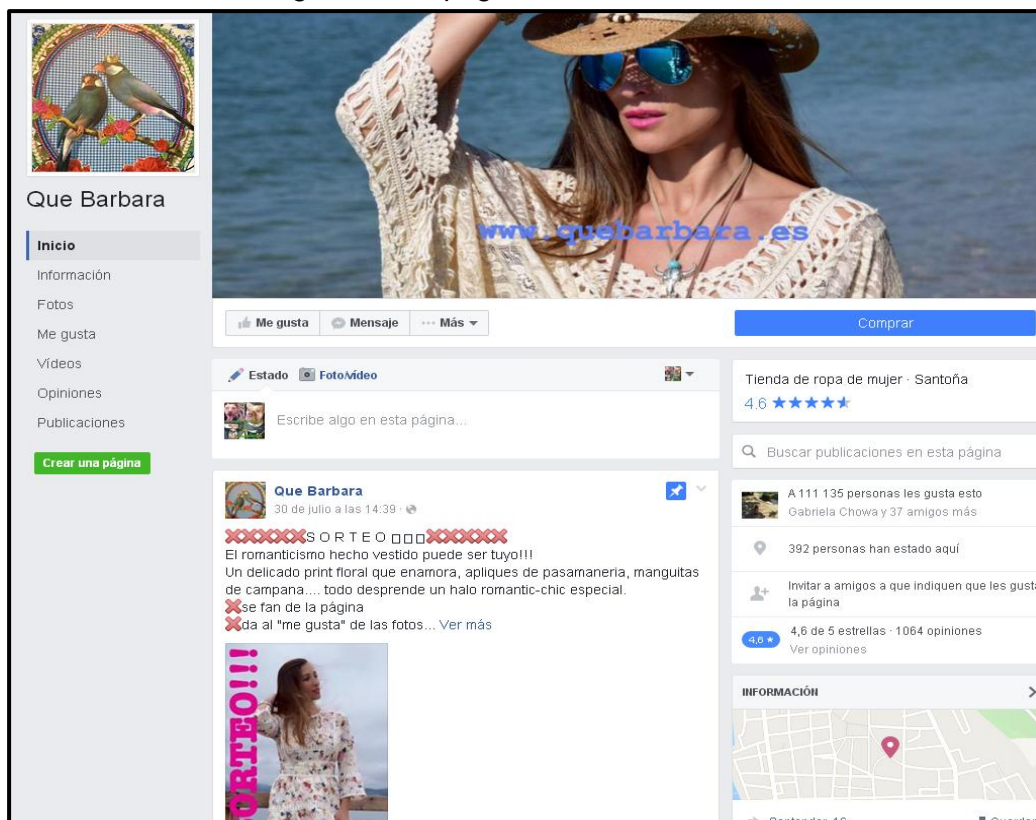 Que Barbara
Inicio
Información
Fotos
Me gusta
Vídeos
Opiniones
Publicaciones
Crear una página
www.quebarbara.es
Me gusta
Mensaje
Más
Comprar
Estado Foto/vídeo
Escribe algo en esta página...
Que Barbara
30 de julio a las 14:39 ·
SORTEO
El romanticismo hecho vestido puede ser tuyo!!!
Un delicado print floral que enamora, apliques de pasamaneria, manguitas
de campana.... todo desprende un halo romantic-chic especial.
se fan de la página
da al "me gusta" de las fotos... Ver más
SORTEO!!!
Tienda de ropa de mujer · Santoña
4.6
Buscar publicaciones en esta página
A 111 135 personas les gusta esto
Gabriela Chowa y 37 amigos más
392 personas han estado aquí
Invitar a amigos a que indiquen que les gusta
la página
4,6
4,6 de 5 estrellas · 1064 opiniones
Ver opiniones
INFORMACIÓN